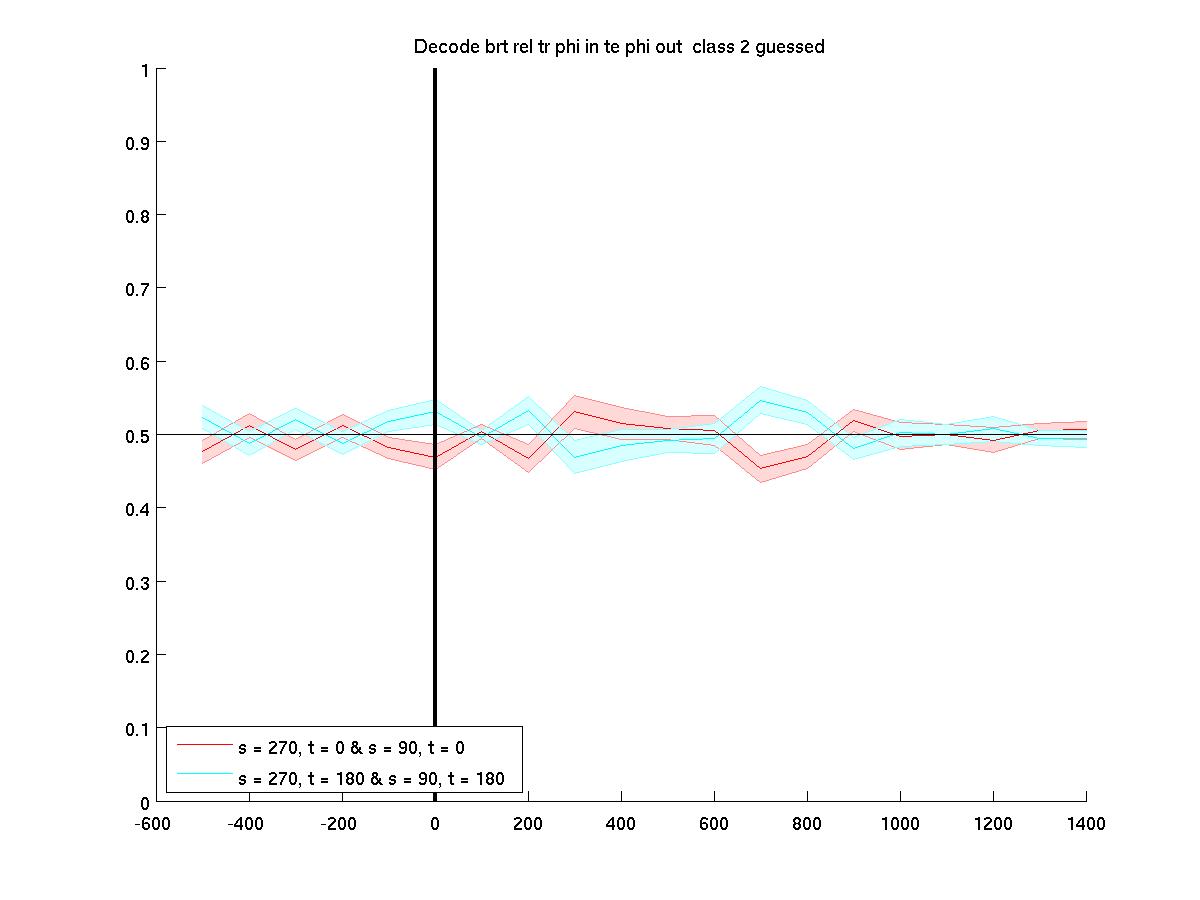 Decode brt rel tr phi in te phi out  class 2 guessed
1
0.9
0.8
0.7
0.6
0.5
0.4
0.3
0.2
0.1
0
s = 270, t = 0 & s = 90, t = 0
s = 270, t = 180 & s = 90, t = 180
-600 -400 -200 0 200 400 600 800 1000 1200 1400